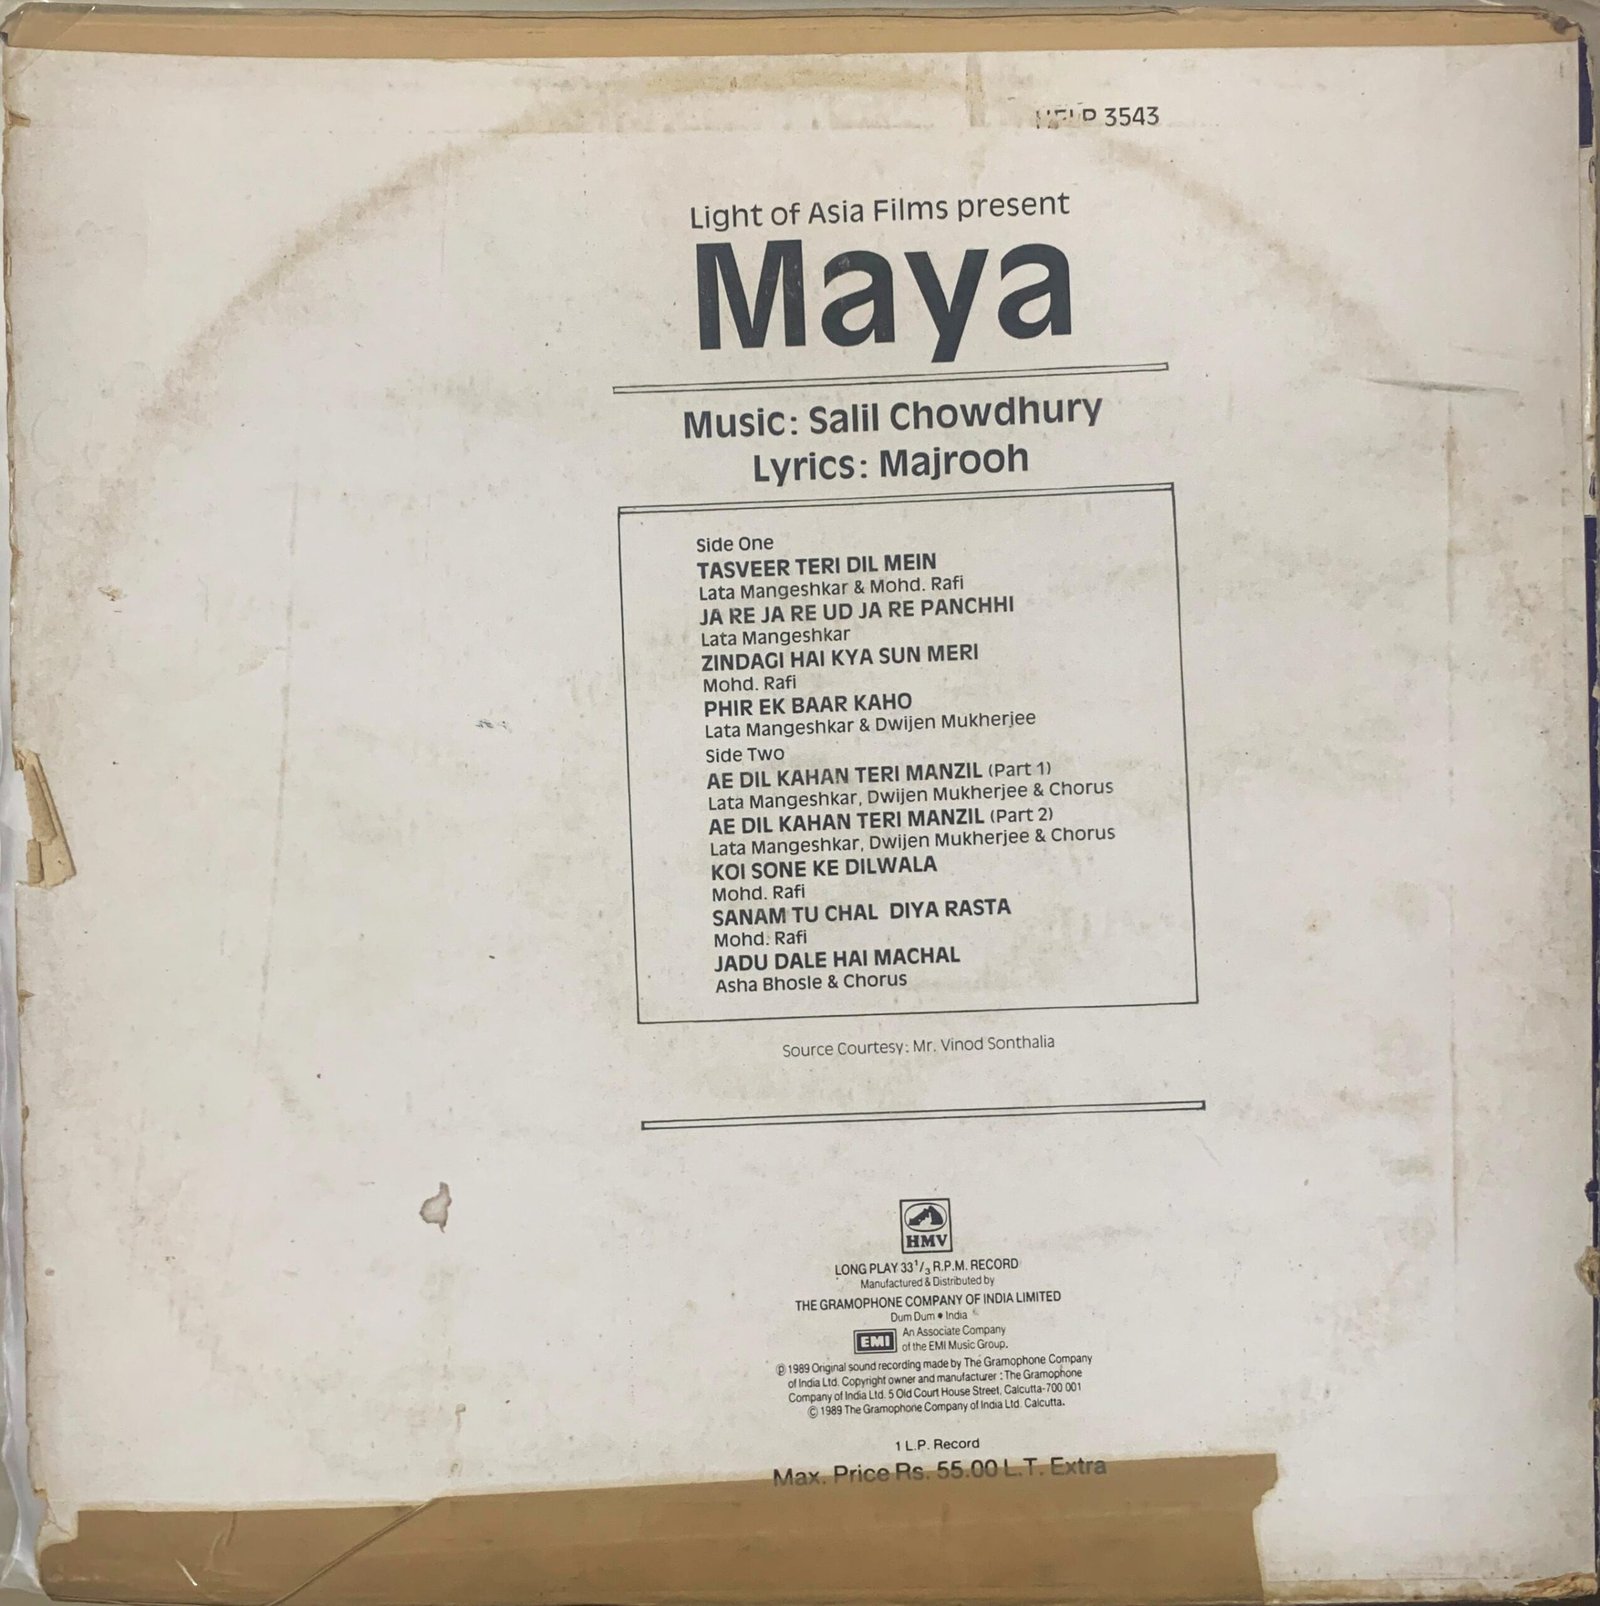 3543
Light of Asia Films present
Maya
Music: Salil Chowdhury
Lyrics: Majrooh
Side One
TASVEER TERI DIL MEIN
Lata Mangeshkar & Mohd. Rafi
JA RE JA RE UD JA RE PANCHHI
Lata Mangeshkar
ZINDAGI HAI KYA SUN MERI
Mohd. Rafi
PHIR EK BAAR KAHO
Lata Mangeshkar & Dwijen Mukherjee
Side Two
AE DIL KAHAN TERI MANZIL (Part 1)
Lata Mangeshkar, Dwijen Mukherjee & Chorus
AE DIL KAHAN TERI MANZIL (Part 2)
Lata Mangeshkar, Dwijen Mukherjee & Chorus
KOI SONE KE DILWALA
Mohd. Rafi
SANAM TU CHAL DIYA RASTA
Mohd. Rafi
JADU DALE HAI MACHAL
Asha Bhosle & Chorus
Source Courtesy: Mr. Vinod Sonthalia
HMV
LONG PLAY 33 1/3 R.P.M. RECORD
Manufactured & Distributed by
THE GRAMOPHONE COMPANY OF INDIA LIMITED
Dum Dum • India
EMI An Associate Company
of the EMI Music Group.
℗ 1989 Original sound recording made by The Gramophone Company
of India Ltd. Copyright owner and manufacturer : The Gramophone
Company of India Ltd. 5 Old Court House Street, Calcutta-700 001
© 1989 The Gramophone Company of India Ltd. Calcutta.
1 L.P. Record
Max. Price Rs. 55.00 L.T. Extra